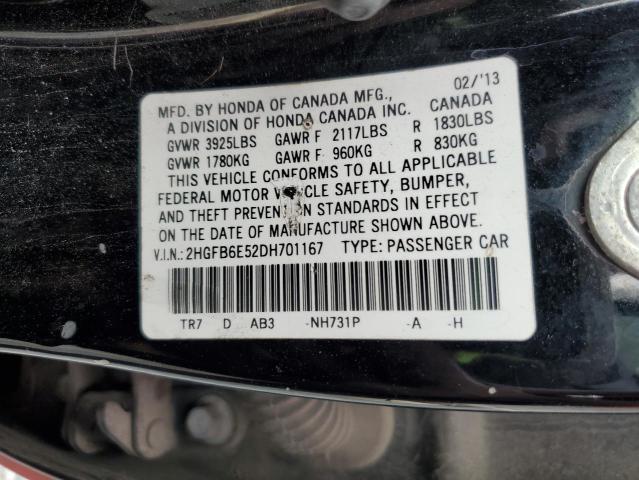 02/'13
MFD. BY HONDA OF CANADA MFG.,
A DIVISION OF HONDA CANADA INC. CANADA
GVWR 3925LBS GAWR F 2117LBS R 1830LBS
GVWR 1780KG GAWR F 960KG R 830KG
THIS VEHICLE CONFORMS TO ALL APPLICABLE
FEDERAL MOTOR VEHICLE SAFETY, BUMPER,
AND THEFT PREVENTION STANDARDS IN EFFECT
ON THE DATE OF MANUFACTURE SHOWN ABOVE.
V.I.N.: 2HGFB6E52DH701167 TYPE: PASSENGER CAR
TR7 D AB3 -NH731P -A -H